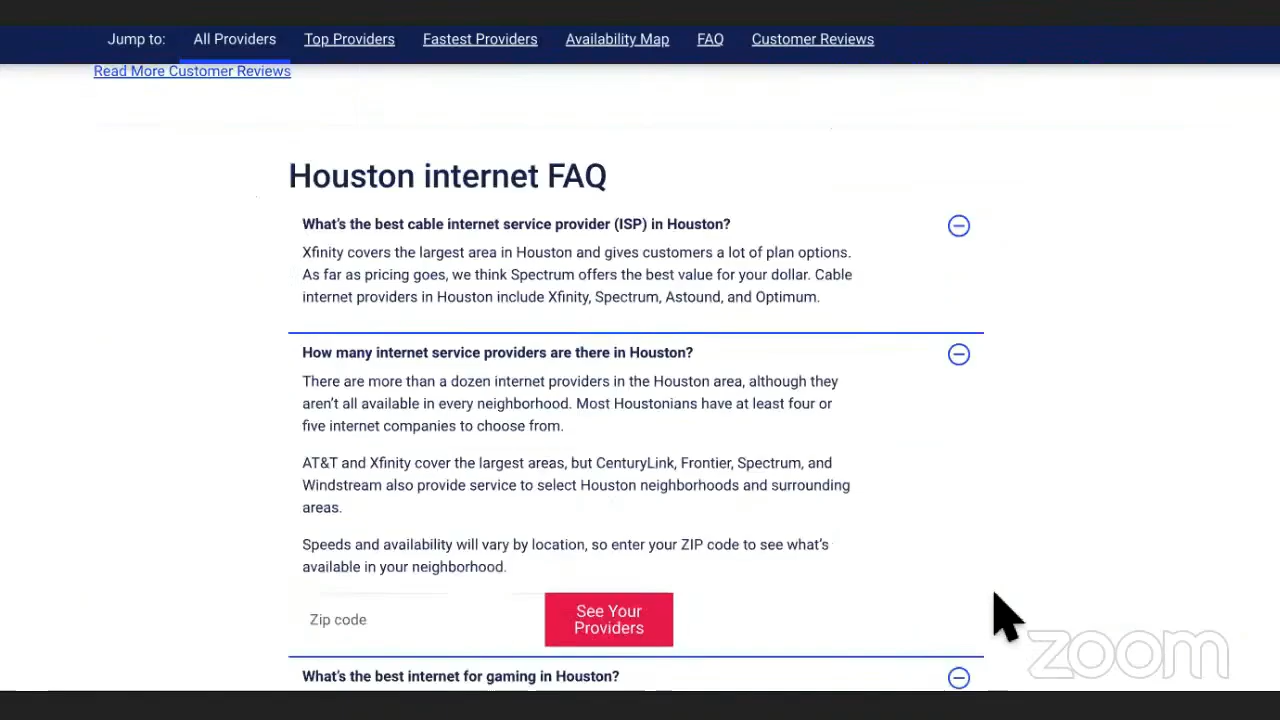 Jump to: All Providers Top Providers Fastest Providers Availability Map FAQ Customer Reviews
Read More Customer Reviews
Houston internet FAQ
What's the best cable internet service provider (ISP) in Houston?
Xfinity covers the largest area in Houston and gives customers a lot of plan options.
As far as pricing goes, we think Spectrum offers the best value for your dollar. Cable
internet providers in Houston include Xfinity, Spectrum, Astound, and Optimum.
How many internet service providers are there in Houston?
There are more than a dozen internet providers in the Houston area, although they
aren't all available in every neighborhood. Most Houstonians have at least four or
five internet companies to choose from.
AT&T and Xfinity cover the largest areas, but CenturyLink, Frontier, Spectrum, and
Windstream also provide service to select Houston neighborhoods and surrounding
areas.
Speeds and availability will vary by location, so enter your ZIP code to see what's
available in your neighborhood.
Zip code
See Your
Providers
What's the best internet for gaming in Houston?
zoom